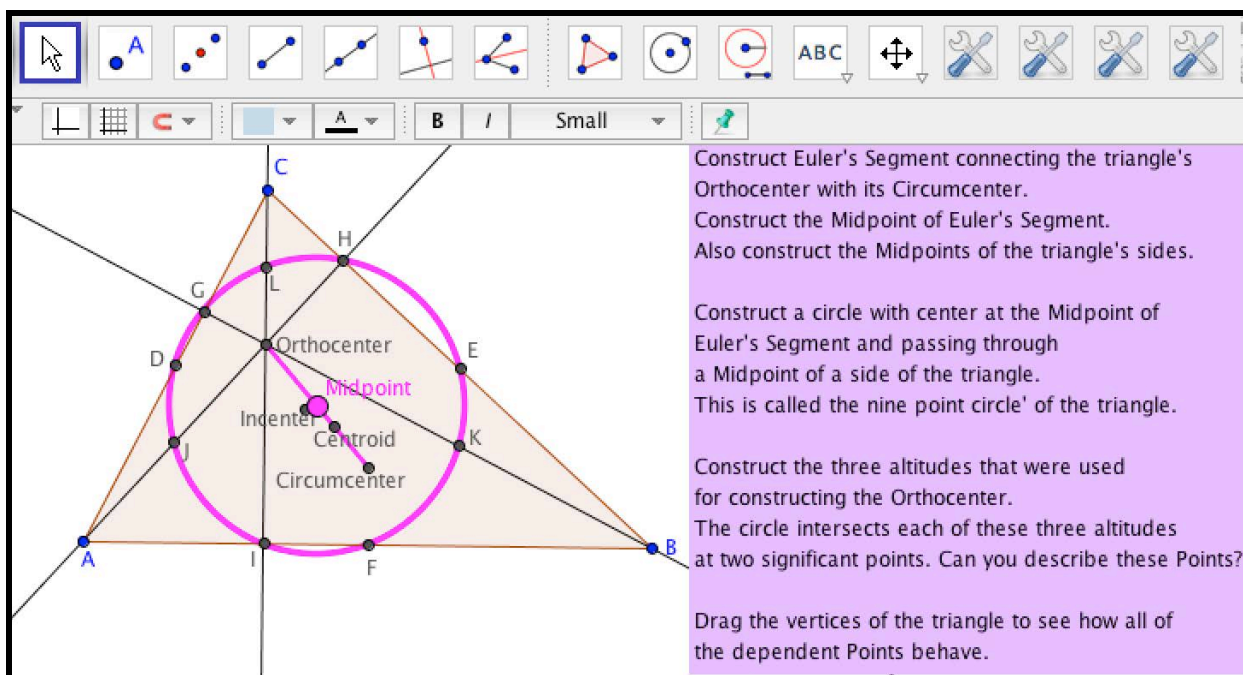 A
ABC
A
B
I
Small
C
H
L
G
Orthocenter
D
E
Midpoint
Incenter
Centroid
K
J
Circumcenter
A
I
F
B
Construct Euler's Segment connecting the triangle's
Orthocenter with its Circumcenter.
Construct the Midpoint of Euler's Segment.
Also construct the Midpoints of the triangle's sides.
Construct a circle with center at the Midpoint of
Euler's Segment and passing through
a Midpoint of a side of the triangle.
This is called the nine point circle' of the triangle.
Construct the three altitudes that were used
for constructing the Orthocenter.
The circle intersects each of these three altitudes
at two significant points. Can you describe these Points?
Drag the vertices of the triangle to see how all of
the dependent Points behave.